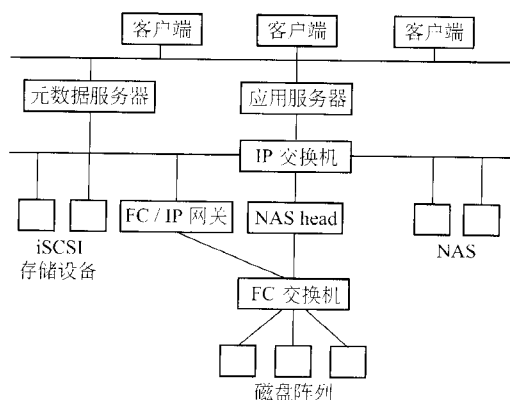 客户端
客户端
客户端
元数据服务器
应用服务器
IP 交换机
FC / IP 网关
NAS head
iSCSI
存储设备
NAS
FC 交换机
磁盘阵列